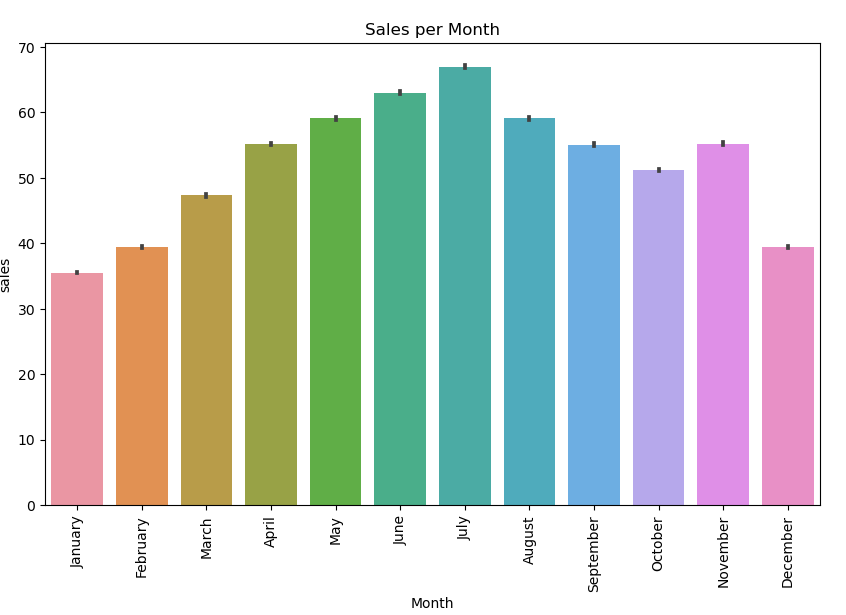 Sales per Month
70
60
50
40
30
20
10
0
sales
January
February
March
April
May
June
July
August
September
October
November
December
Month